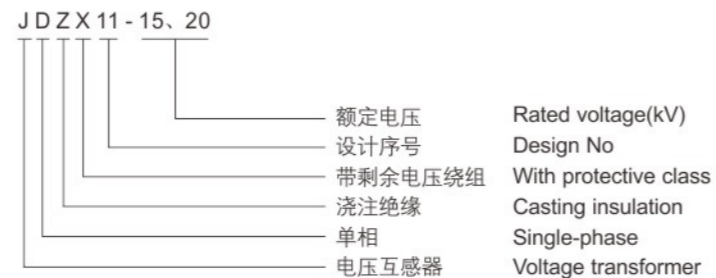 JDZX11-15、20
额定电压 Rated voltage(kV)
设计序号 Design No
带剩余电压绕组 With protective class
浇注绝缘 Casting insulation
单相 Single-phase
电压互感器 Voltage transformer